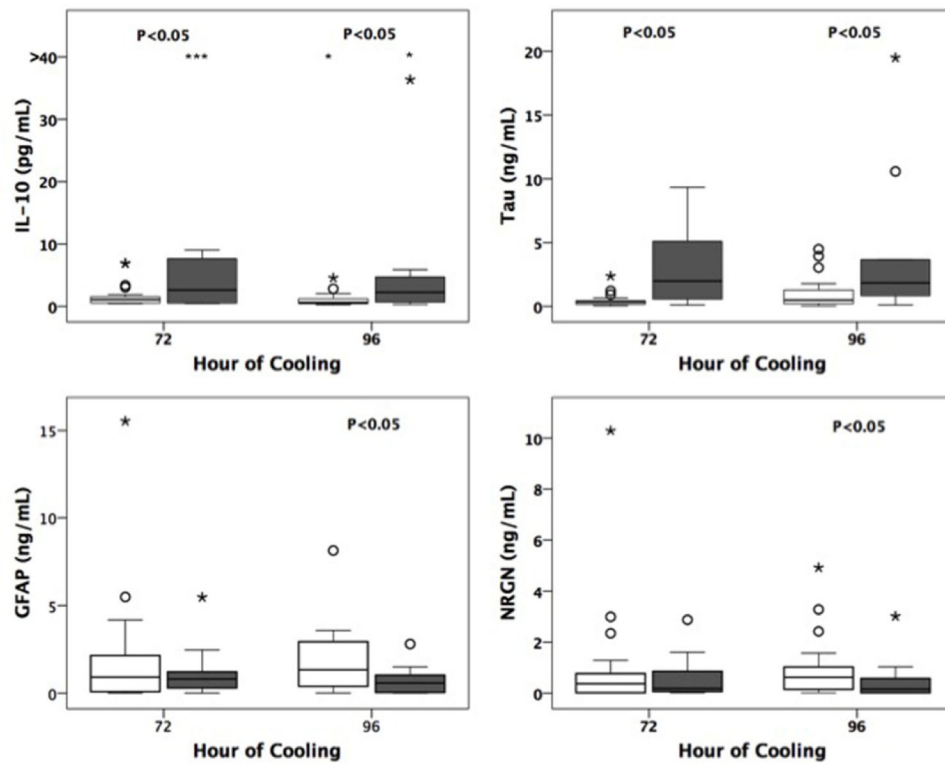 P<0.05 P<0.05
>40
*** * *
30
20
10
0
IL-10 (pg/mL)
72 96
Hour of Cooling
P<0.05 P<0.05
20
15
10
5
0
Tau (ng/mL)
72 96
Hour of Cooling
P<0.05
15
10
5
0
GFAP (ng/mL)
72 96
Hour of Cooling
P<0.05
10
8
6
4
2
0
NRGN (ng/mL)
72 96
Hour of Cooling